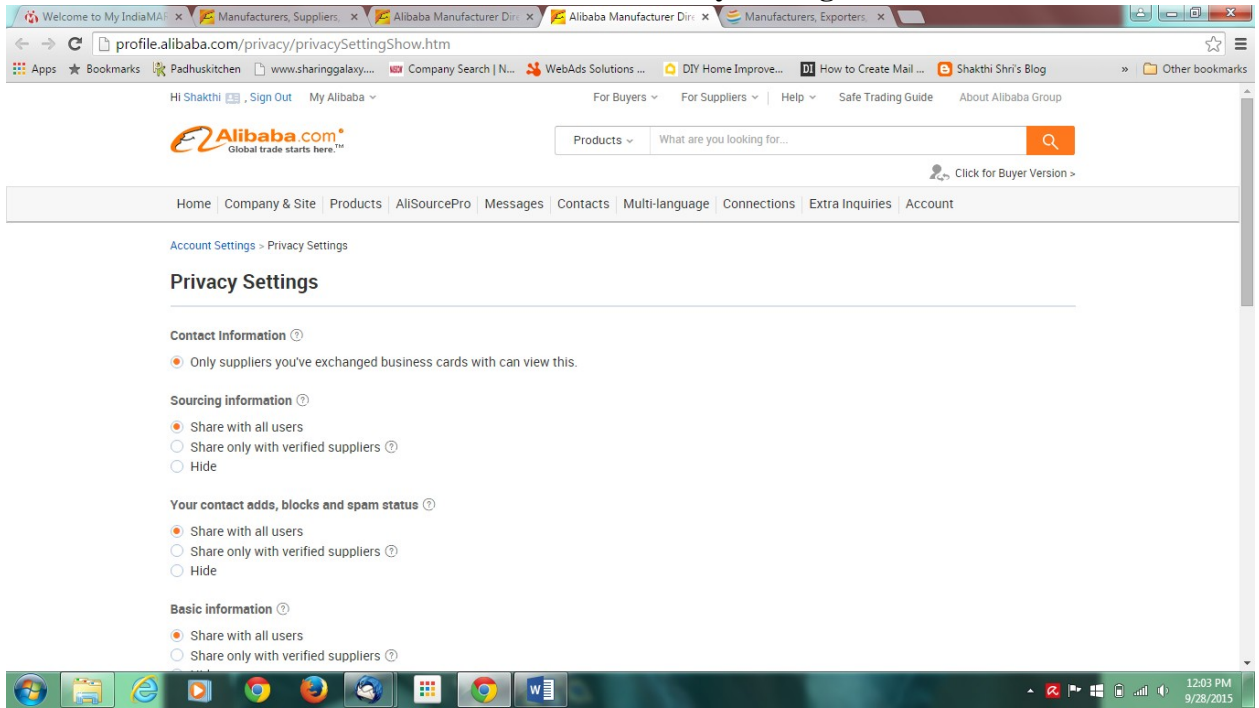 Welcome to My IndiaMAR
Manufacturers, Suppliers,
Alibaba Manufacturer Dire
Alibaba Manufacturer Dire
Manufacturers, Exporters,
profile.alibaba.com/privacy/privacySettingShow.htm
Apps Bookmarks Padhuskitchen www.sharinggalaxy.... Company Search | N... WebAds Solutions ... DIY Home Improve... DI How to Create Mail ... Shakthi Shri's Blog » Other bookmarks
Hi Shakthi , Sign Out My Alibaba For Buyers For Suppliers | Help Safe Trading Guide About Alibaba Group
Alibaba.com
Global trade starts here.™
Products What are you looking for...
Click for Buyer Version >
Home Company & Site Products AliSourcePro Messages Contacts Multi-language Connections Extra Inquiries Account
Account Settings > Privacy Settings
Privacy Settings
Contact Information ?
Only suppliers you've exchanged business cards with can view this.
Sourcing information ?
Share with all users
Share only with verified suppliers ?
Hide
Your contact adds, blocks and spam status ?
Share with all users
Share only with verified suppliers ?
Hide
Basic information ?
Share with all users
Share only with verified suppliers ?
12:03 PM
9/28/2015